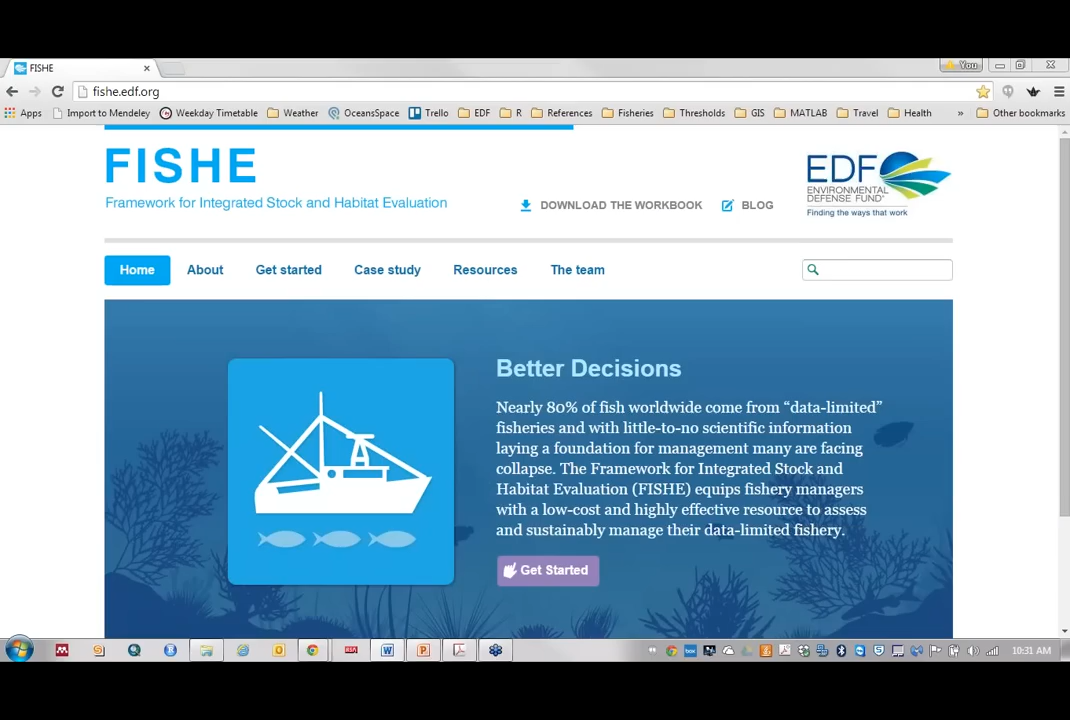 FISHE
You
fishe.edf.org
Apps
Import to Mendeley
Weekday Timetable
Weather
OceansSpace
Trello
EDF
R
References
Fisheries
Thresholds
GIS
MATLAB
Travel
Health
»
Other bookmarks
FISHE
Framework for Integrated Stock and Habitat Evaluation
DOWNLOAD THE WORKBOOK
BLOG
EDF
ENVIRONMENTAL
DEFENSE FUND®
Finding the ways that work
Home
About
Get started
Case study
Resources
The team
Better Decisions
Nearly 80% of fish worldwide come from “data-limited”
fisheries and with little-to-no scientific information
laying a foundation for management many are facing
collapse. The Framework for Integrated Stock and
Habitat Evaluation (FISHE) equips fishery managers
with a low-cost and highly effective resource to assess
and sustainably manage their data-limited fishery.
Get Started
10:31 AM